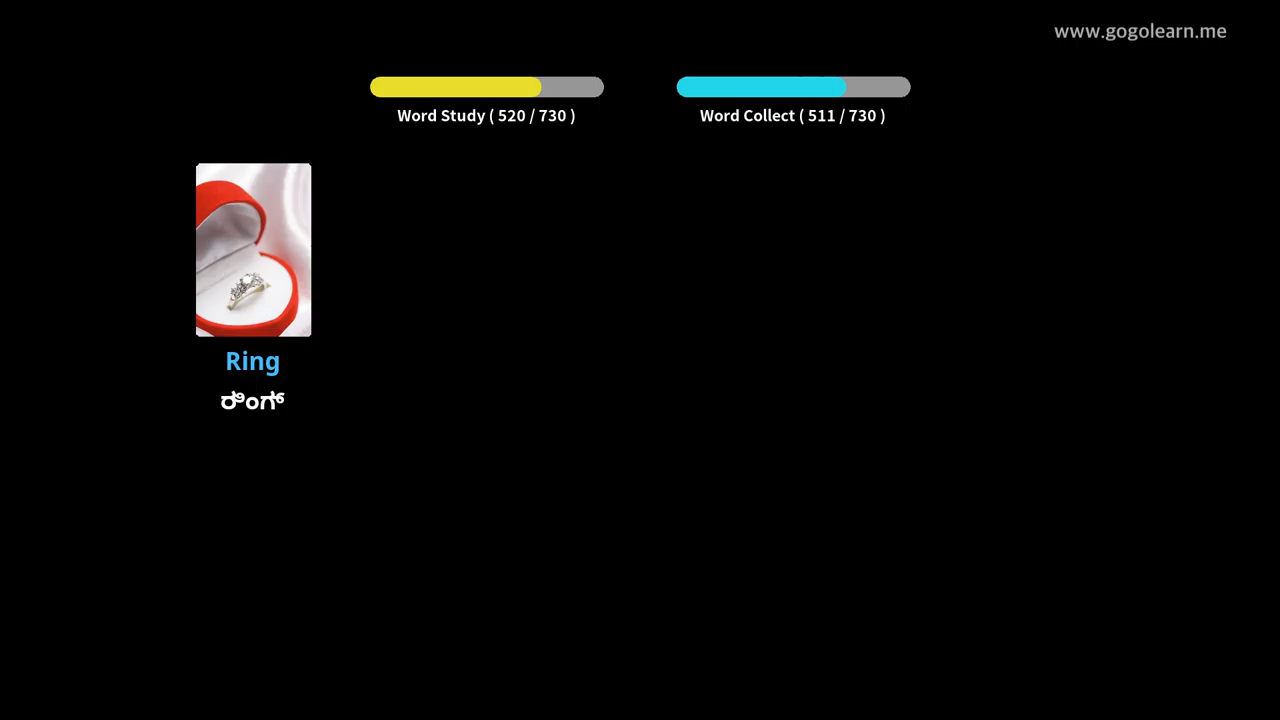 www.gogolearn.me
Word Study ( 520 / 730 )
Word Collect ( 511 / 730 )
Ring
ರಿಂಗ್